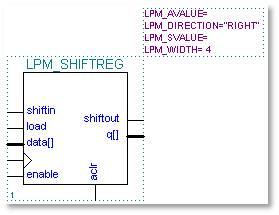 LPM_AVALUE=
LPM_DIRECTION="RIGHT"
LPM_SVALUE=
LPM_WIDTH= 4
LPM_SHIFTREG
shiftin
load
data[]
enable
shiftout
q[]
aclr
1